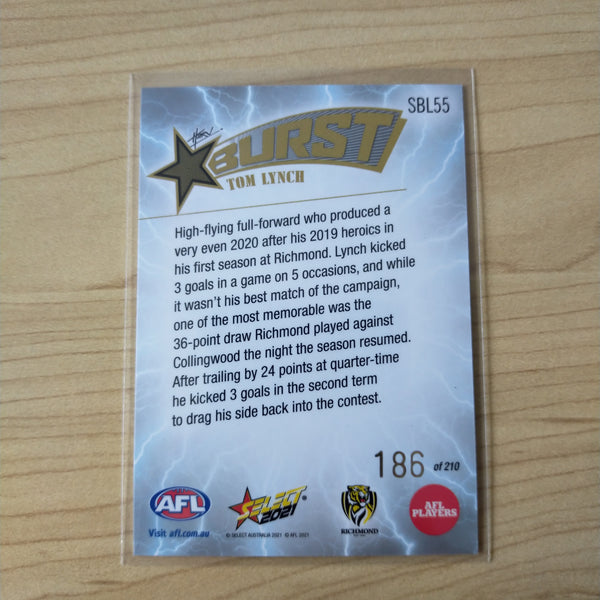 SBL55
BURST
TOM LYNCH
High-flying full-forward who produced a
very even 2020 after his 2019 heroics in
his first season at Richmond. Lynch kicked
3 goals in a game on 5 occasions, and while
it wasn't his best match of the campaign,
one of the most memorable was the
36-point draw Richmond played against
Collingwood the night the season resumed.
After trailing by 24 points at quarter-time
he kicked 3 goals in the second term
to drag his side back into the contest.
186 of 210
AFL
Visit afl.com.au
SELECT
2021
© SELECT AUSTRALIA 2021 © AFL 2021
RICHMOND
AFL
PLAYERS